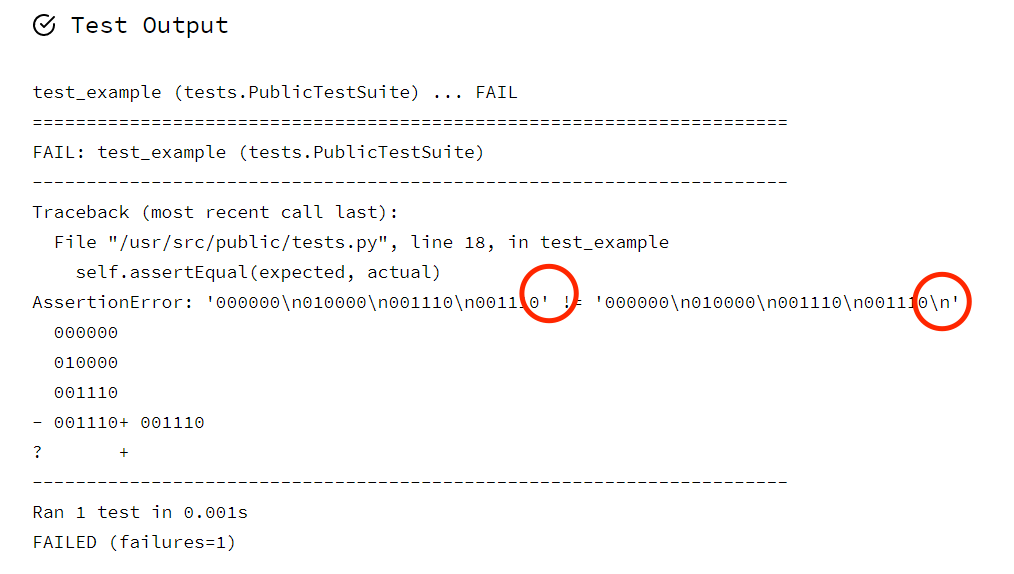 Test Output
test_example (tests.PublicTestSuite) ... FAIL
======================================================================
FAIL: test_example (tests.PublicTestSuite)
----------------------------------------------------------------------
Traceback (most recent call last):
  File "/usr/src/public/tests.py", line 18, in test_example
    self.assertEqual(expected, actual)
AssertionError: '000000\n010000\n001110\n001110' != '000000\n010000\n001110\n001110\n'
  000000
  010000
  001110
- 001110+ 001110
?       +
----------------------------------------------------------------------
Ran 1 test in 0.001s
FAILED (failures=1)